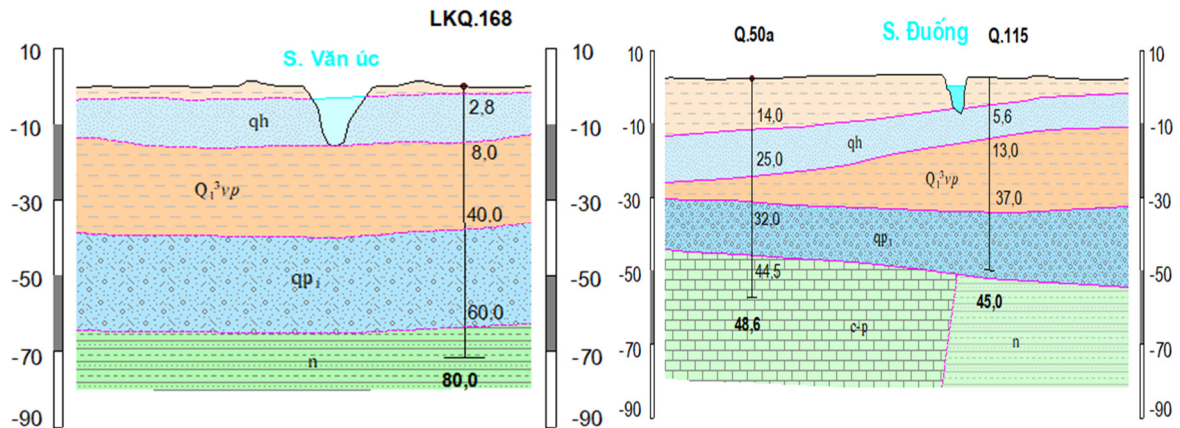 LKQ.168
S. Văn úc
10
10
-10
-10
-30
-30
-50
-50
-70
-70
-90
-90
2,8
qh
8,0
Q₁³vp
40,0
qp₁
60,0
n
80,0
Q.50a
S. Đuống
Q.115
10
10
-10
-10
-30
-30
-50
-50
-70
-70
-90
-90
14,0
5,6
qh
13,0
25,0
Q₁³vp
37,0
32,0
qp₁
44,5
45,0
48,6
c-p
n